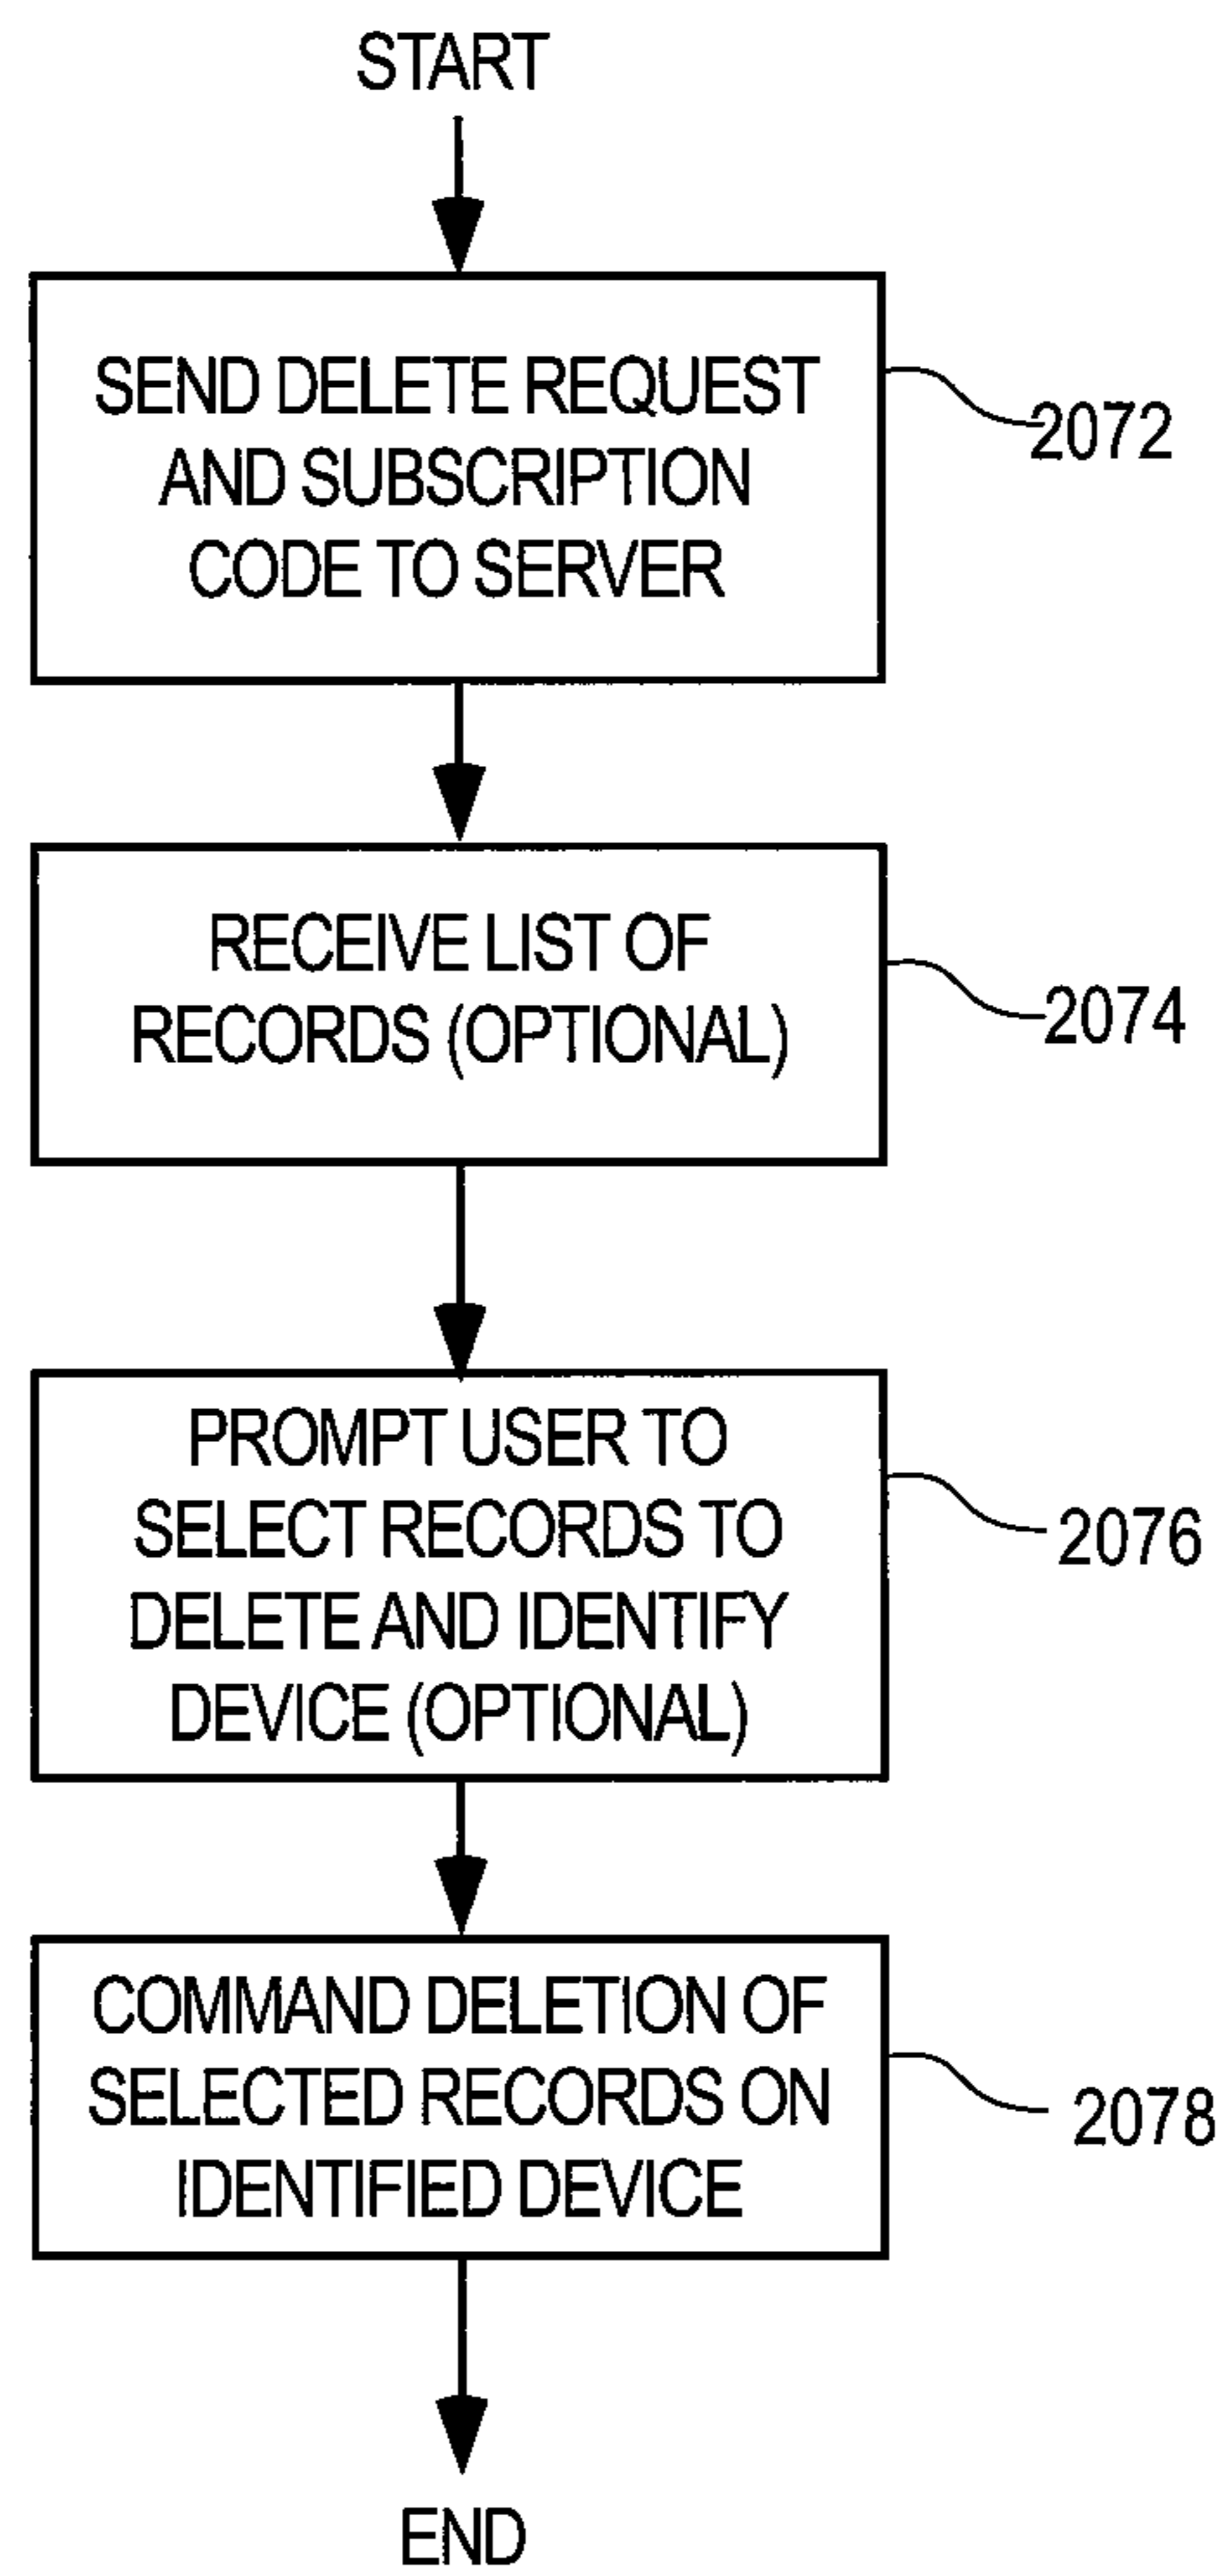 START
SEND DELETE REQUEST
AND SUBSCRIPTION
CODE TO SERVER
2072
RECEIVE LIST OF
RECORDS (OPTIONAL)
2074
PROMPT USER TO
SELECT RECORDS TO
DELETE AND IDENTIFY
DEVICE (OPTIONAL)
2076
COMMAND DELETION OF
SELECTED RECORDS ON
IDENTIFIED DEVICE
2078
END